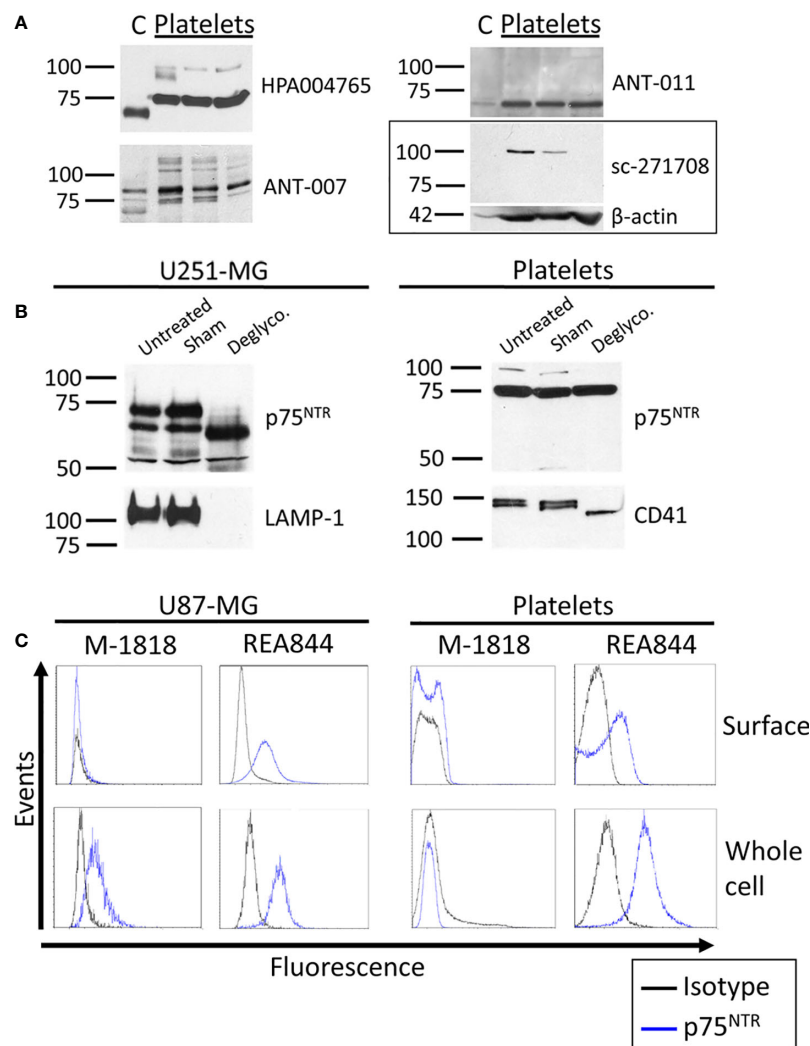 A
C Platelets
100
75
HPA004765
100
75
ANT-007
C Platelets
100
75
ANT-011
100
75
sc-271708
42
β-actin
U251-MG
Platelets
B
Untreated
Sham
Deglyco.
100
75
50
p75NTR
100
75
LAMP-1
Untreated
Sham
Deglyco.
100
75
50
p75NTR
150
100
CD41
U87-MG
Platelets
C
M-1818
REA844
M-1818
REA844
Surface
Whole
cell
Events
Fluorescence
Isotype
p75NTR